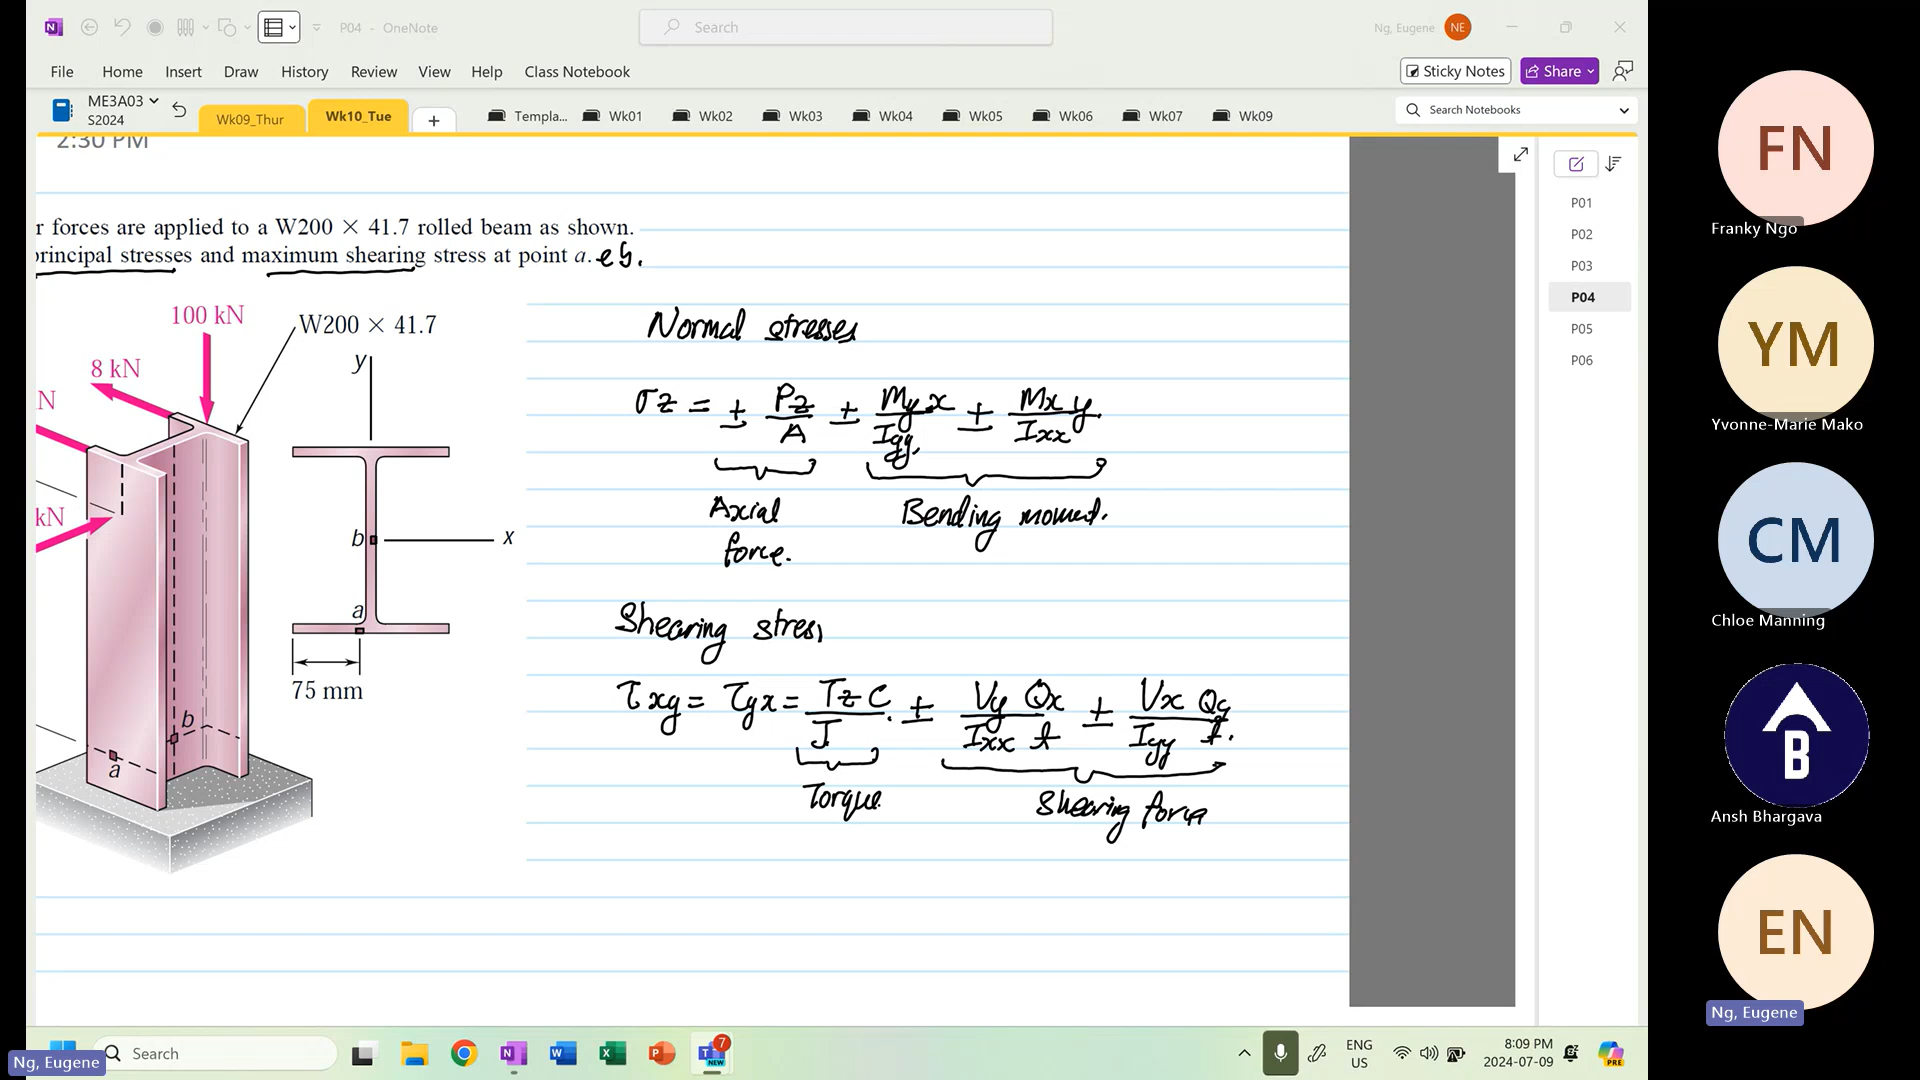 P04 - OneNote
Search
Ng, Eugene
NE
File Home Insert Draw History Review View Help Class Notebook
Sticky Notes
Share
ME3A03
S2024
Wk09_Thur
Wk10_Tue
+
Templa...
Wk01
Wk02
Wk03
Wk04
Wk05
Wk06
Wk07
Wk09
Search Notebooks
2:30 PM
r forces are applied to a W200 × 41.7 rolled beam as shown.
principal stresses and maximum shearing stress at point a. & b.
100 kN
W200 × 41.7
8 kN
N
kN
y
x
b
a
75 mm
b
a
Normal stresses
σz = ± Pz/A ± My x/Iyy ± Mx y/Ixx
Axial force.
Bending moment.
Shearing stress
τxy = τyx = Tz C/J ± Vy Qx/Ixx t ± Vx Qy/Iyy t.
Torque
Shearing force
P01
P02
P03
P04
P05
P06
FN
Franky Ngo
YM
Yvonne-Marie Mako
CM
Chloe Manning
B
Ansh Bhargava
EN
Ng, Eugene
Ng, Eugene
Search
7
NEW
ENG
US
8:09 PM
2024-07-09
PRE